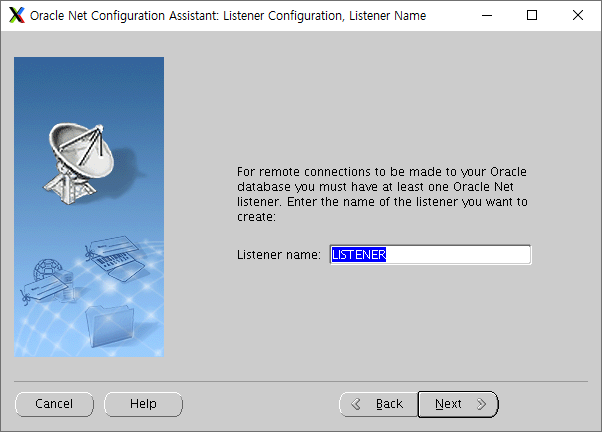 Oracle Net Configuration Assistant: Listener Configuration, Listener Name
For remote connections to be made to your Oracle
database you must have at least one Oracle Net
listener. Enter the name of the listener you want to
create:
Listener name: LISTENER
Cancel Help Back Next